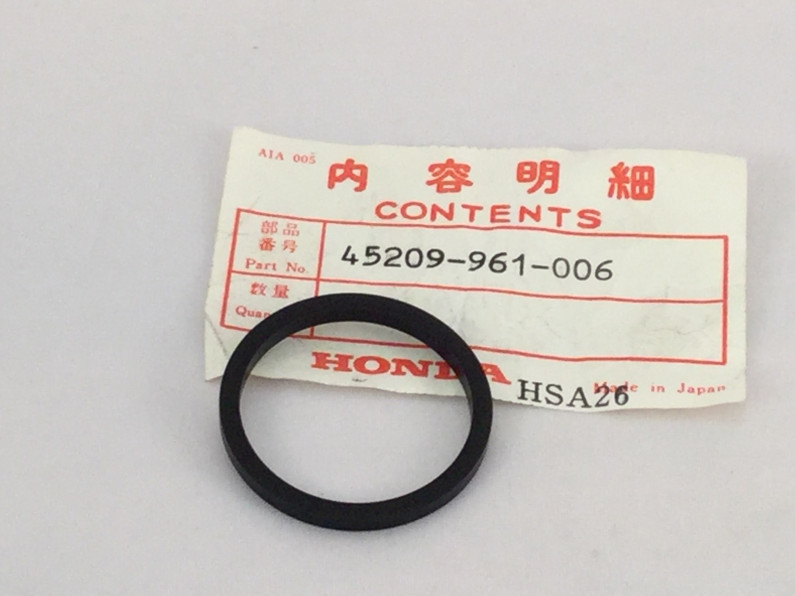 AIA 005
内容明細
CONTENTS
部品
番号
Part No.
45209-961-006
数量
HONDA
HSA26
Made in Japan